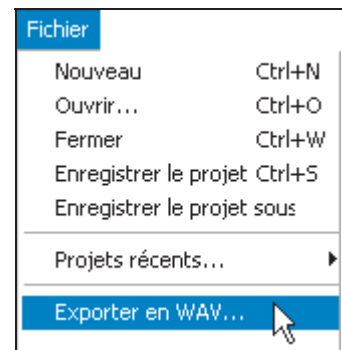 Fichier
Nouveau Ctrl+N
Ouvrir... Ctrl+O
Fermer Ctrl+W
Enregistrer le projet Ctrl+S
Enregistrer le projet sous
Projets récents...
Exporter en WAV...